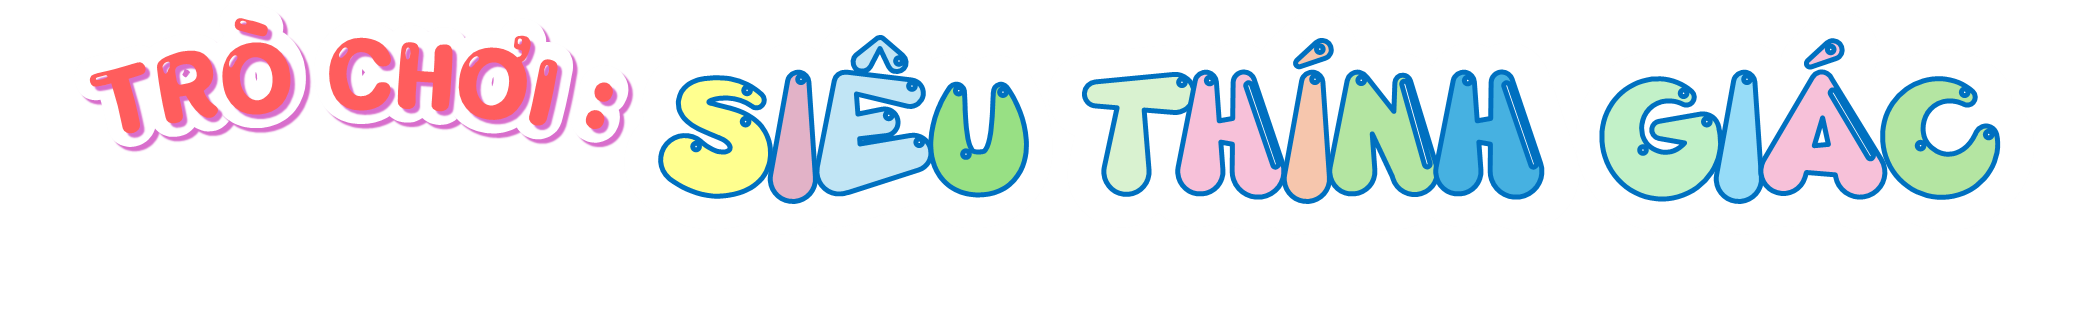 TRÒ CHƠI : SIÊU THÍNH GIÁC